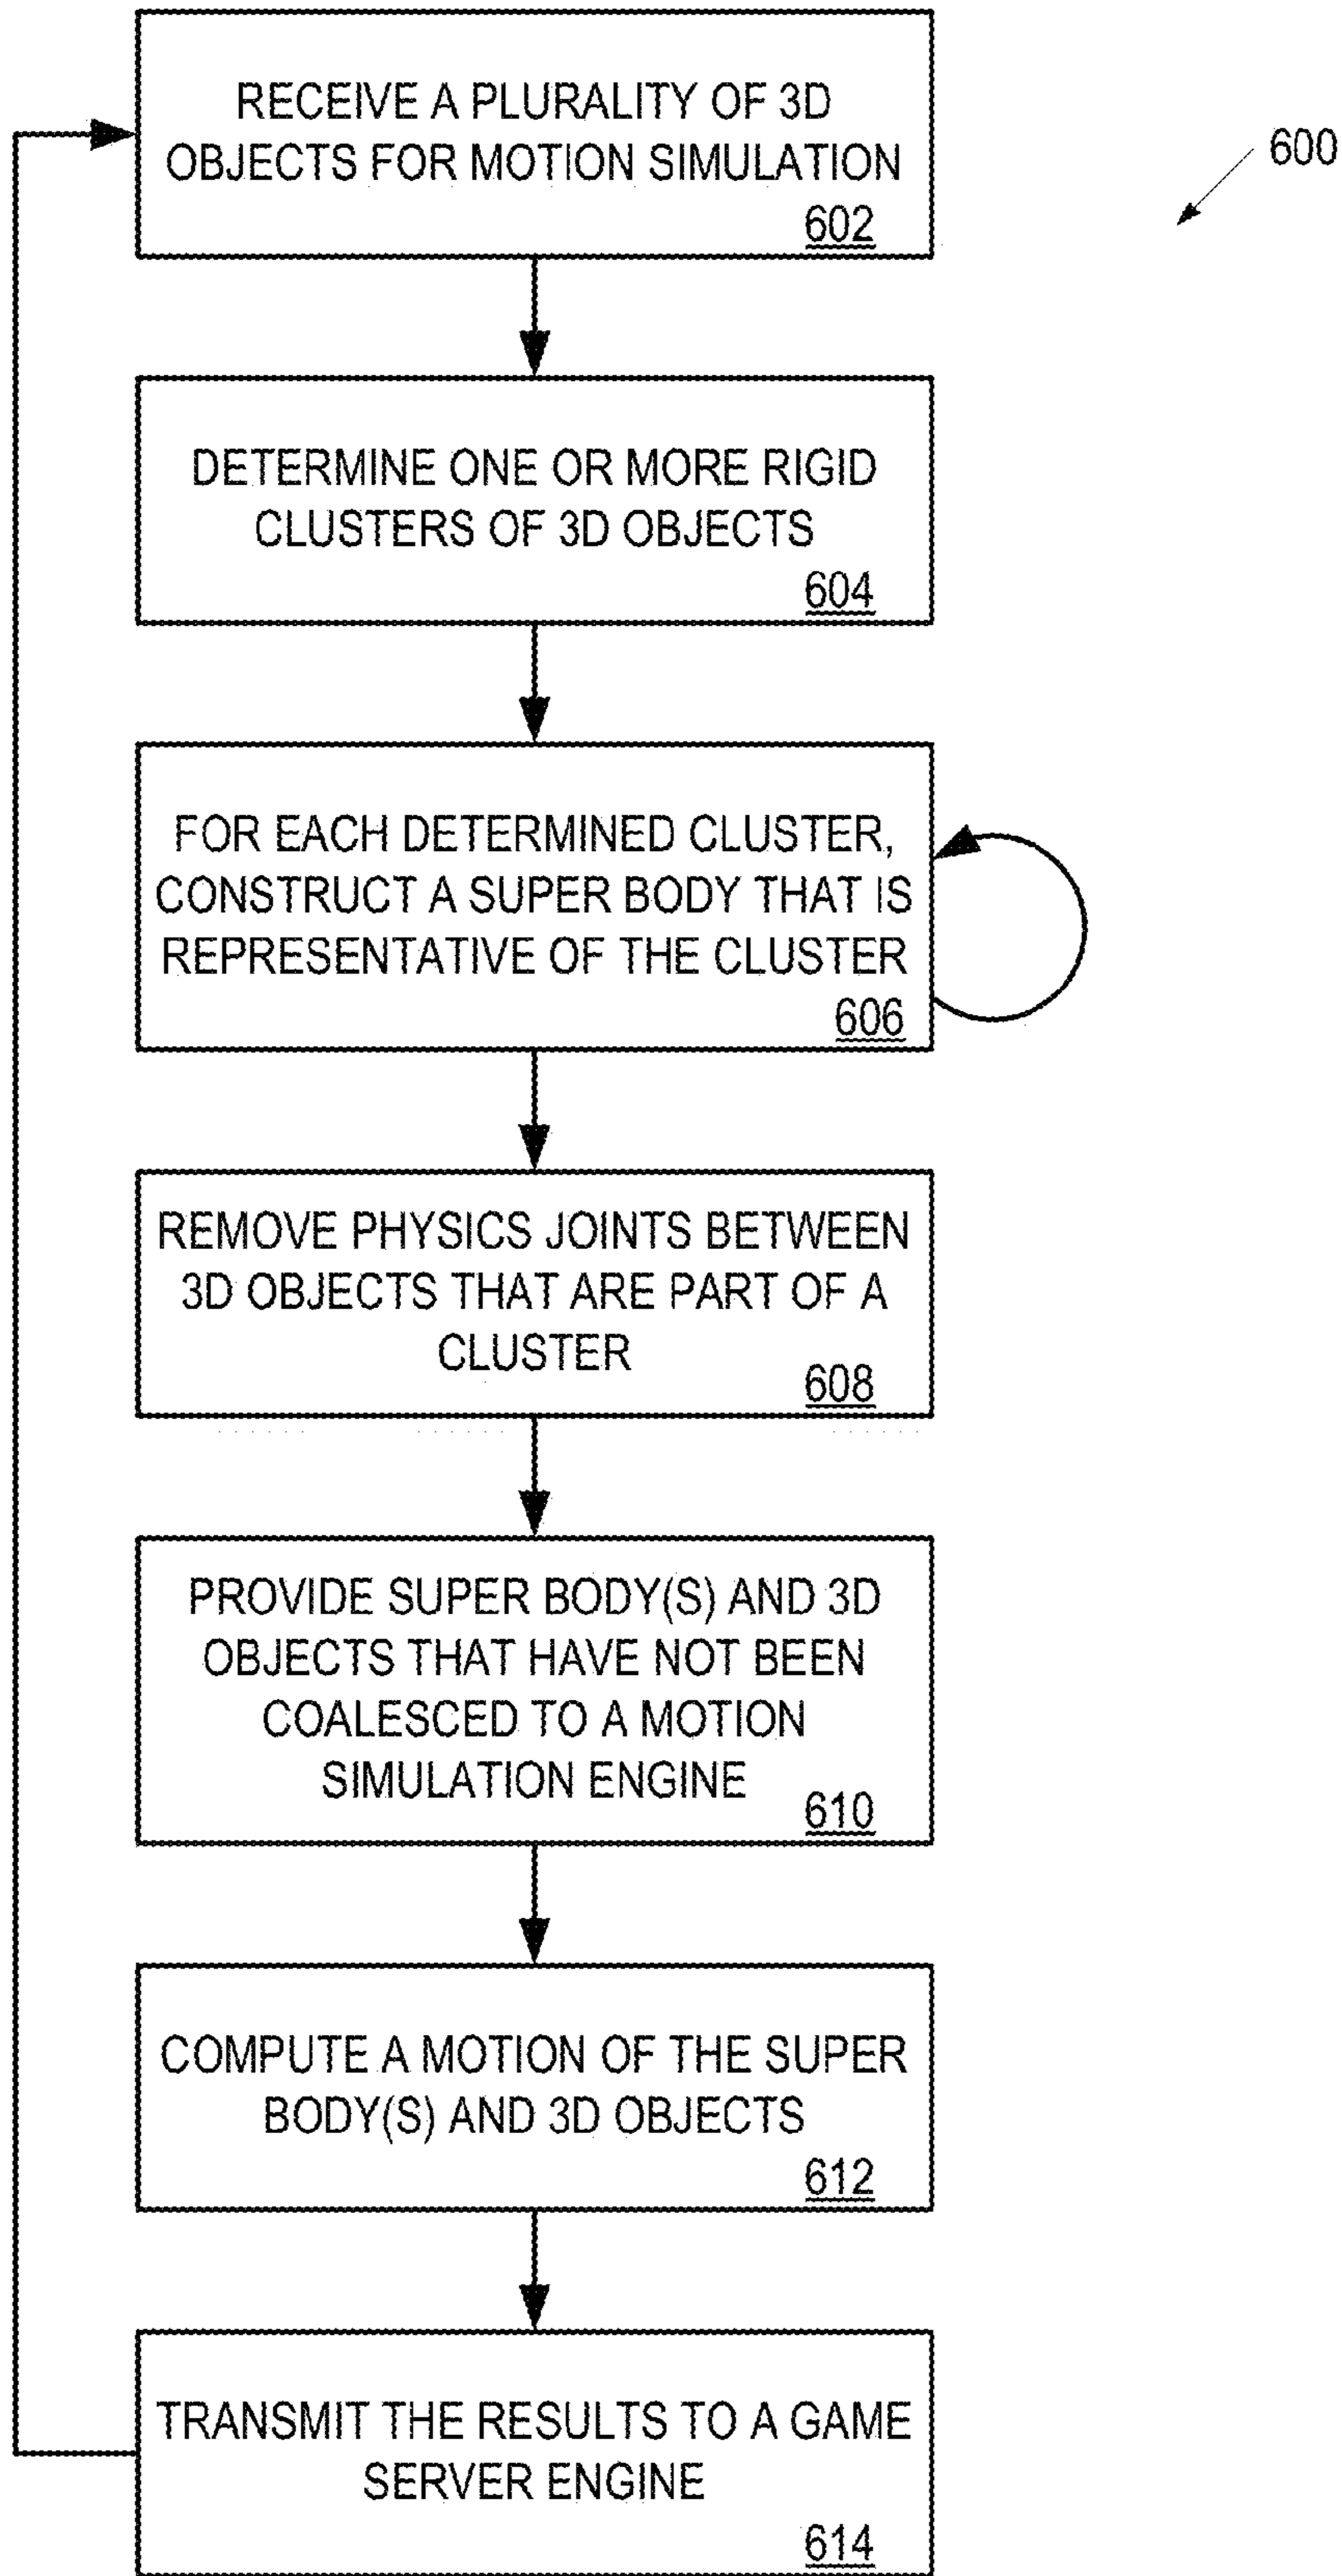 RECEIVE A PLURALITY OF 3D
OBJECTS FOR MOTION SIMULATION
602
600
DETERMINE ONE OR MORE RIGID
CLUSTERS OF 3D OBJECTS
604
FOR EACH DETERMINED CLUSTER,
CONSTRUCT A SUPER BODY THAT IS
REPRESENTATIVE OF THE CLUSTER
606
REMOVE PHYSICS JOINTS BETWEEN
3D OBJECTS THAT ARE PART OF A
CLUSTER
608
PROVIDE SUPER BODY(S) AND 3D
OBJECTS THAT HAVE NOT BEEN
COALESCED TO A MOTION
SIMULATION ENGINE
610
COMPUTE A MOTION OF THE SUPER
BODY(S) AND 3D OBJECTS
612
TRANSMIT THE RESULTS TO A GAME
SERVER ENGINE
614